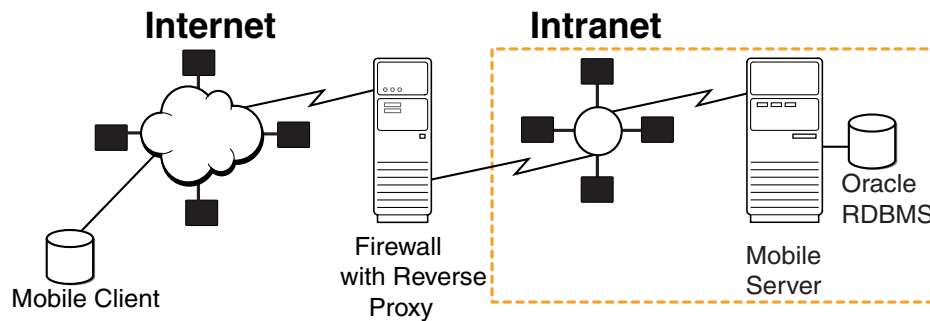 Internet
Intranet
Mobile Client
Firewall
with Reverse
Proxy
Mobile
Server
Oracle
RDBMS